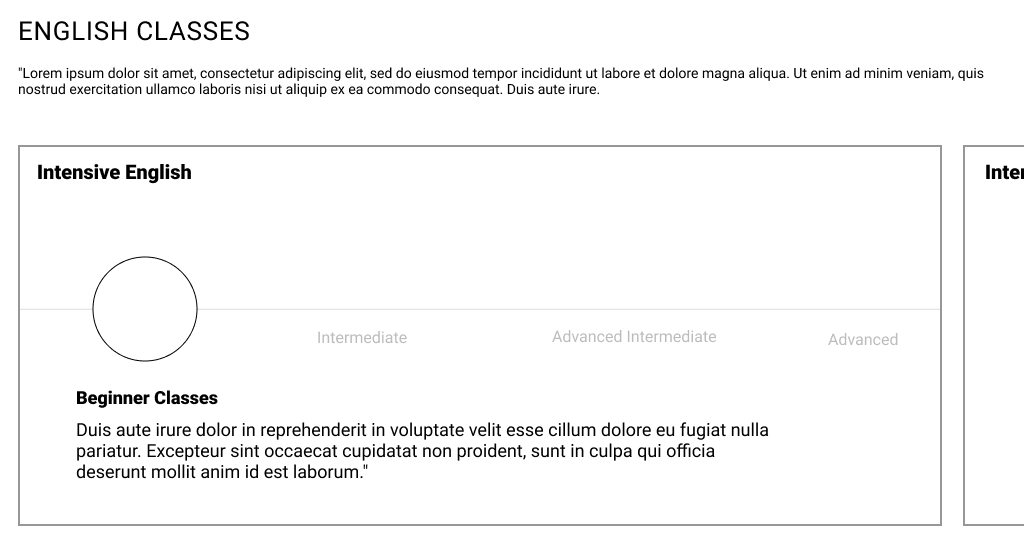 ENGLISH CLASSES
"Lorem ipsum dolor sit amet, consectetur adipiscing elit, sed do eiusmod tempor incididunt ut labore et dolore magna aliqua. Ut enim ad minim veniam, quis
nostrud exercitation ullamco laboris nisi ut aliquip ex ea commodo consequat. Duis aute irure.
Intensive English
Intermediate
Advanced Intermediate
Advanced
Beginner Classes
Duis aute irure dolor in reprehenderit in voluptate velit esse cillum dolore eu fugiat nulla
pariatur. Excepteur sint occaecat cupidatat non proident, sunt in culpa qui officia
deserunt mollit anim id est laborum."